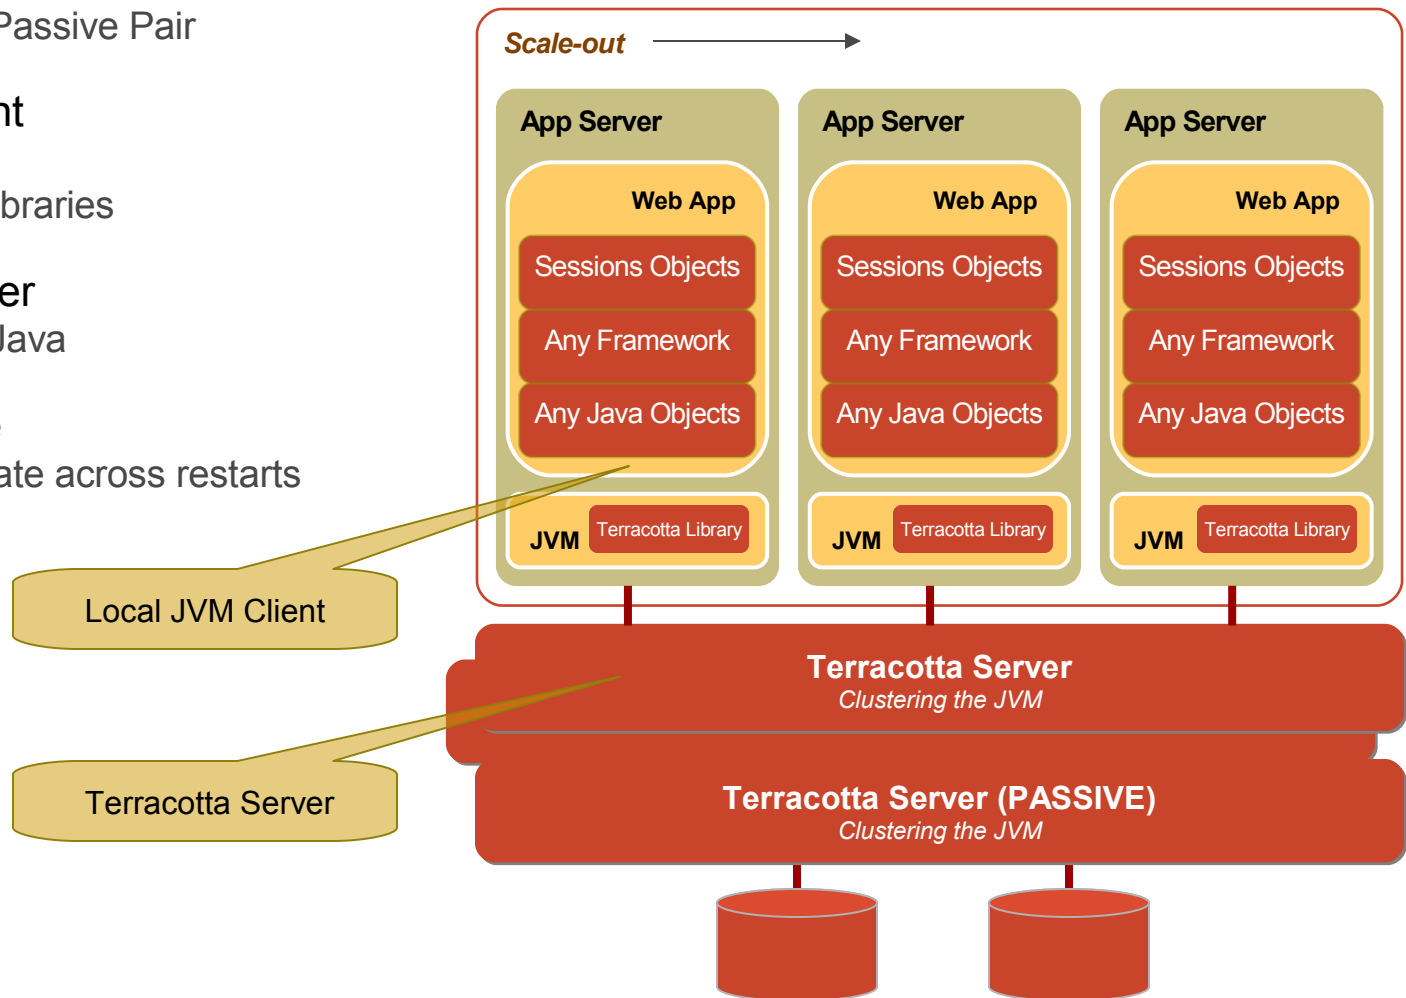 Passive Pair
nt
braries
er
Java
ate across restarts
Scale-out
App Server
Web App
Sessions Objects
Any Framework
Any Java Objects
JVM
Terracotta Library
App Server
Web App
Sessions Objects
Any Framework
Any Java Objects
JVM
Terracotta Library
App Server
Web App
Sessions Objects
Any Framework
Any Java Objects
JVM
Terracotta Library
Local JVM Client
Terracotta Server
Clustering the JVM
Terracotta Server
Terracotta Server (PASSIVE)
Clustering the JVM